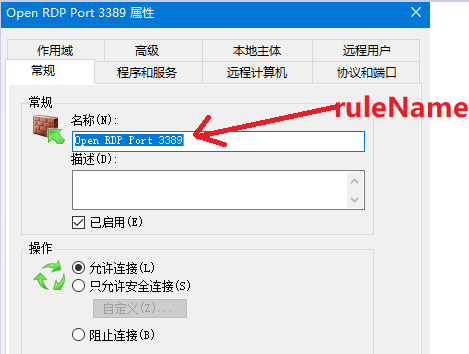 Open RDP Port 3389 属性
作用域 高级 本地主体 远程用户
常规 程序和服务 远程计算机 协议和端口
常规
ruleName
名称(N):
Open RDP Port 3389
描述(D):
已启用(E)
操作
允许连接(L)
只允许安全连接(S)
自定义(Z)...
阻止连接(B)